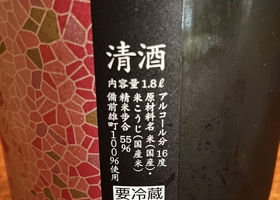 清酒
内容量 1.8ℓ
アルコール分 16度
原材料名 米(国産)・
米こうじ(国産米)
精米歩合 55%
備前雄町100%使用
要冷蔵